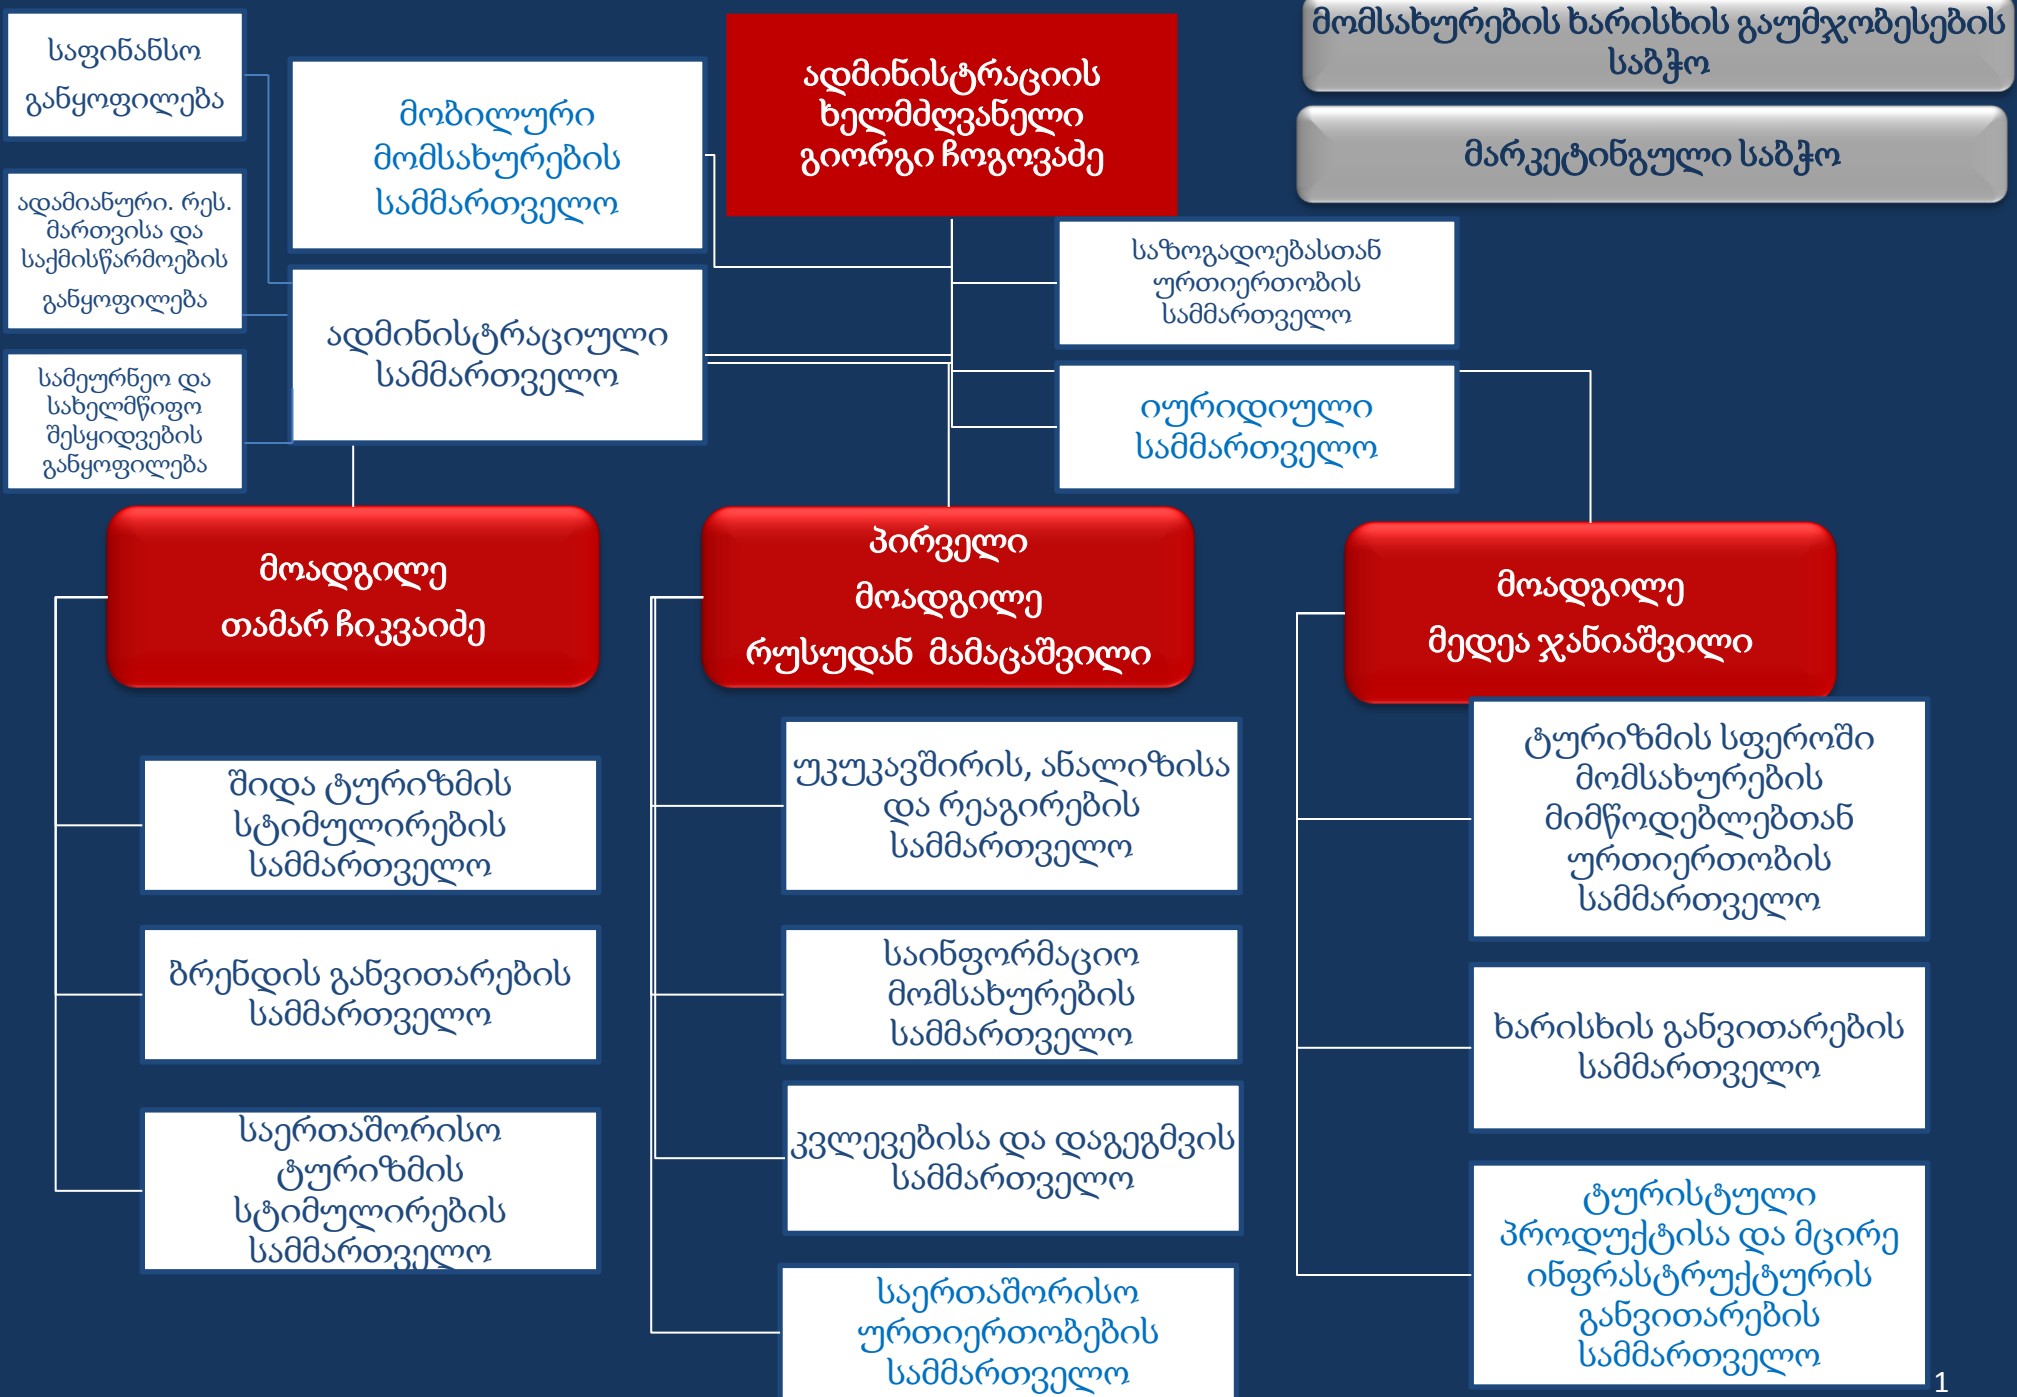 საფინანსო
განყოფილება
ადამიანური. რეს.
მართვისა და
საქმისწარმოების
განყოფილება
სამეურნეო და
სახელმწიფო
შესყიდვების
განყოფილება
მობილური
მომსახურების
სამმართველო
ადმინისტრაციული
სამმართველო
ადმინისტრაციის
ხელმძღვანელი
გიორგი ჩოგოვაძე
მომსახურების ხარისხის გაუმჯობესების
საბჭო
მარკეტინგული საბჭო
საზოგადოებასთან
ურთიერთობის
სამმართველო
იურიდიული
სამმართველო
მოადგილე
თამარ ჩიკვაიძე
შიდა ტურიზმის
სტიმულირების
სამმართველო
ბრენდის განვითარების
სამმართველო
საერთაშორისო
ტურიზმის
სტიმულირების
სამმართველო
პირველი
მოადგილე
რუსუდან მამაცაშვილი
უკუკავშირის, ანალიზისა
და რეაგირების
სამმართველო
საინფორმაციო
მომსახურების
სამმართველო
კვლევებისა და დაგეგმვის
სამმართველო
საერთაშორისო
ურთიერთობების
სამმართველო
მოადგილე
მედეა ჯანიაშვილი
ტურიზმის სფეროში
მომსახურების
მიმწოდებლებთან
ურთიერთობის
სამმართველო
ხარისხის განვითარების
სამმართველო
ტურისტული
პროდუქტისა და მცირე
ინფრასტრუქტურის
განვითარების
სამმართველო
1